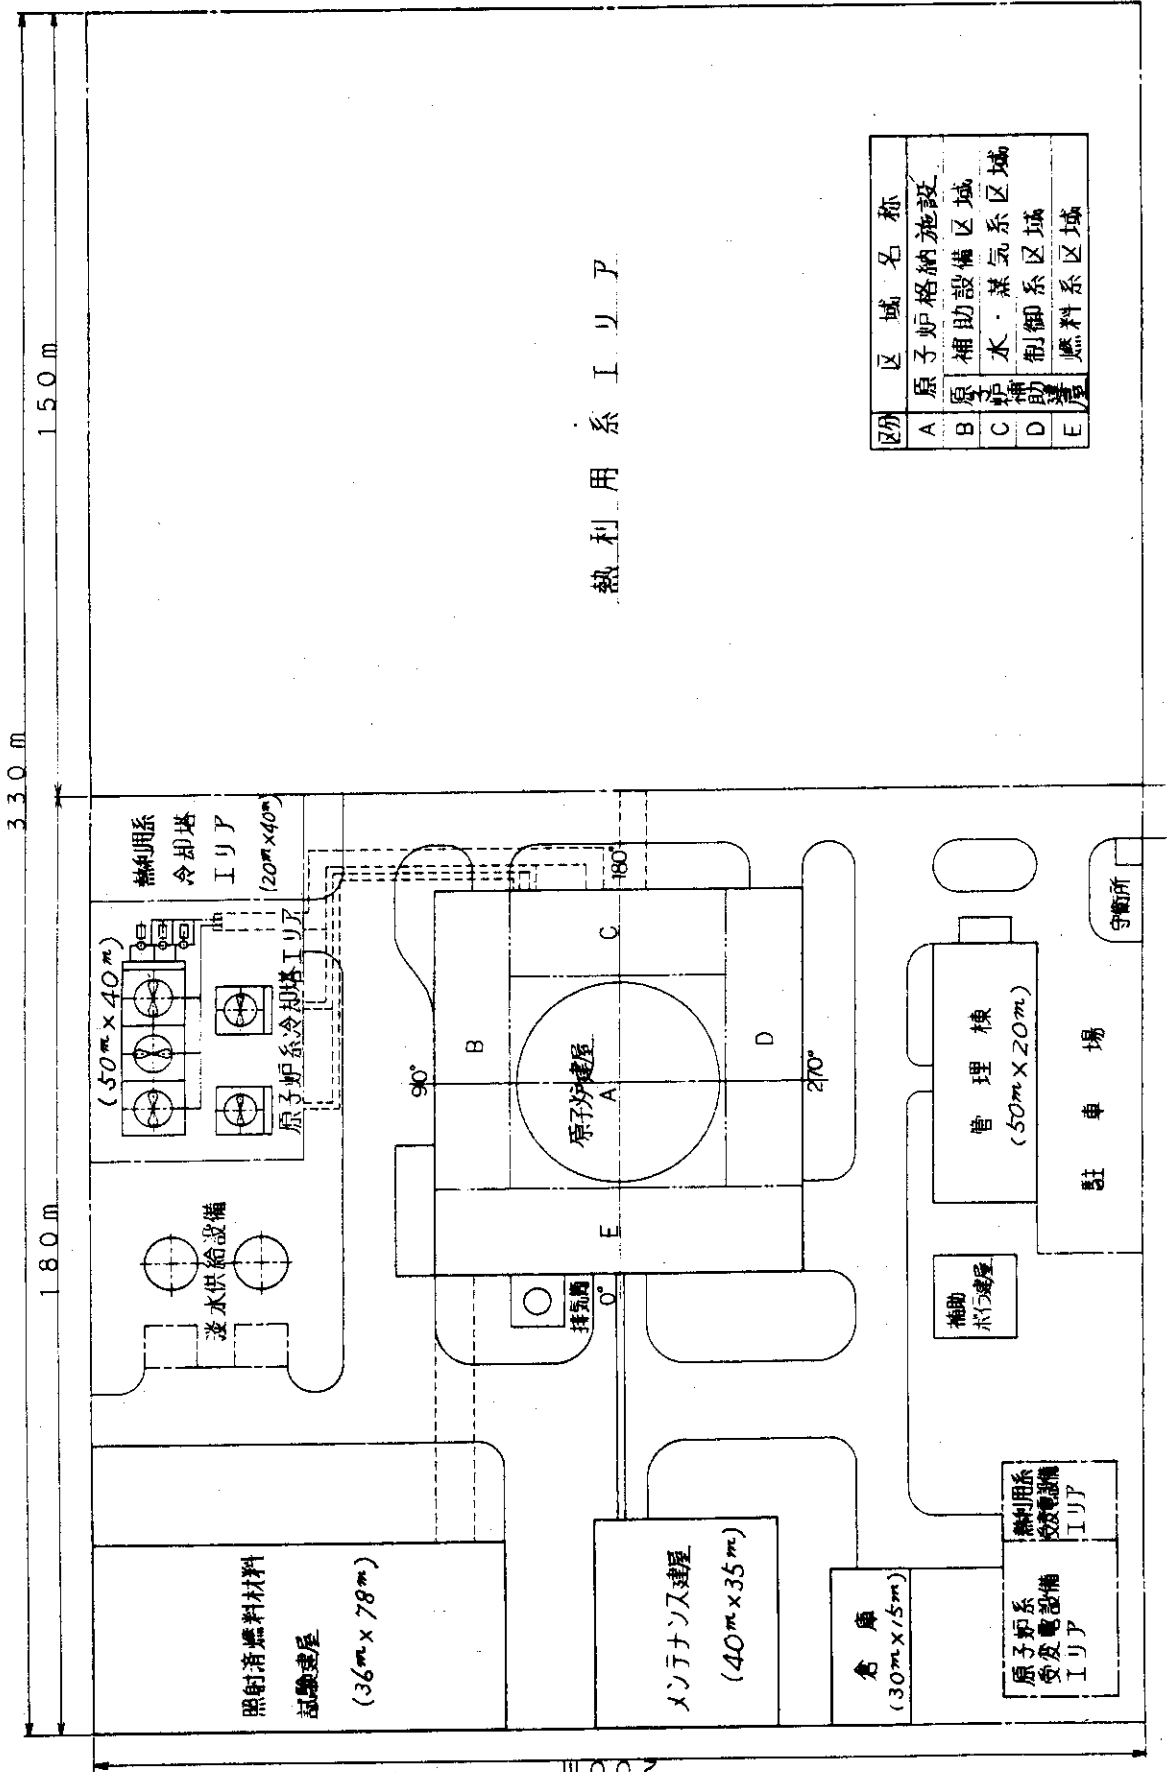 330m
180m
150m
200m
熱利用系
冷却塔
エリア
(20m×40m)
(50m×40m)
原子炉系冷却塔エリア
淡水供給設備
照射済燃料材料
試験建屋
(36m×78m)
90°
B
原子炉建屋
A
C
D
E
0°
180°
270°
排気筒
メンテナンス建屋
(40m×35m)
倉庫
(30m×15m)
原子炉系
受変電設備
エリア
熱利用系
受変電設備
エリア
補助
ボイラ建屋
管理棟
(50m×20m)
駐車場
守衛所
熱利用系エリア
区分 区域名称
A 原子炉格納施設
原子炉補助建屋
B 補助設備区域
C 水・蒸気系区域
D 制御系区域
E 燃料系区域